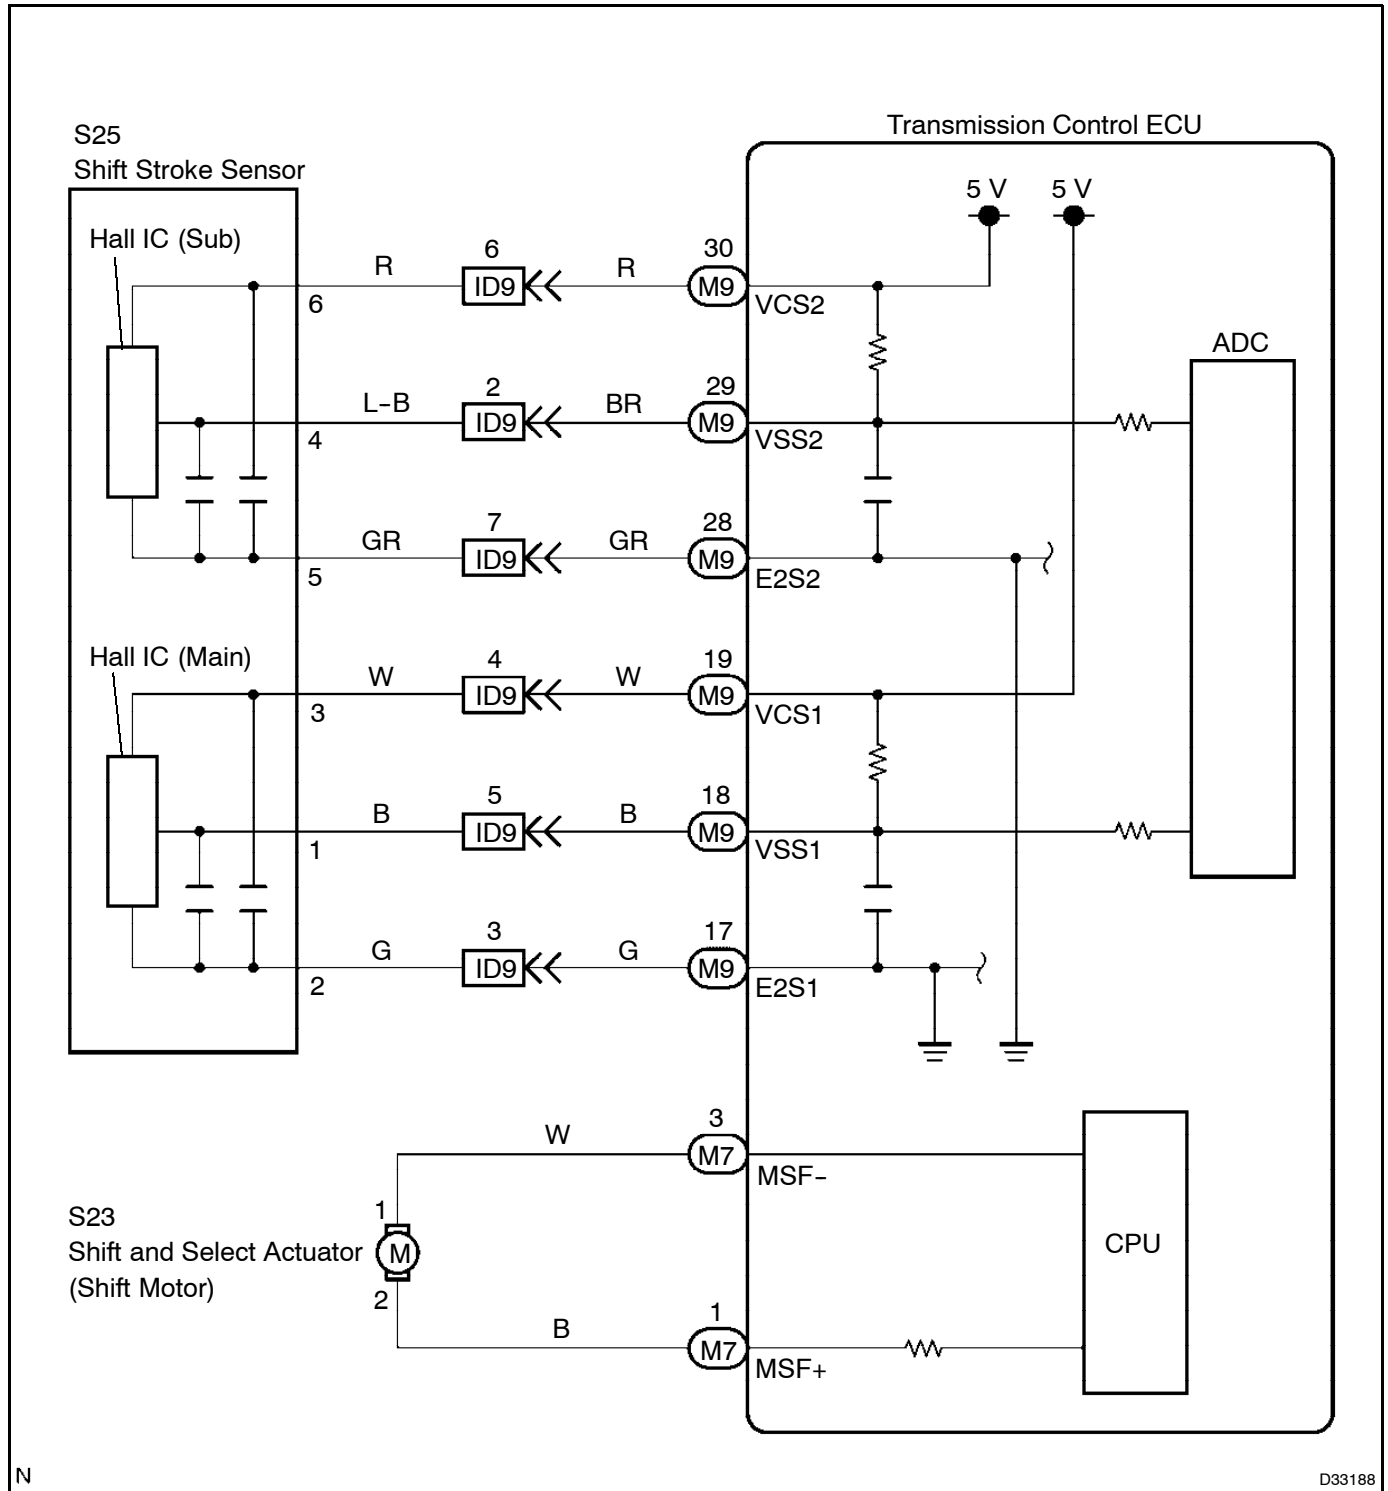 Transmission Control ECU
S25
Shift Stroke Sensor
5 V 5 V
Hall IC (Sub)
R 6 R 30
ID9 M9
6 VCS2
ADC
L-B 2 BR 29
ID9 M9
4 VSS2
GR 7 GR 28
ID9 M9
5 E2S2
Hall IC (Main)
W 4 W 19
ID9 M9
3 VCS1
B 5 B 18
ID9 M9
1 VSS1
G 3 G 17
ID9 M9
2 E2S1
W 3
M7
MSF-
S23
Shift and Select Actuator
(Shift Motor)
1
M
2
CPU
B 1
M7
MSF+
N
D33188